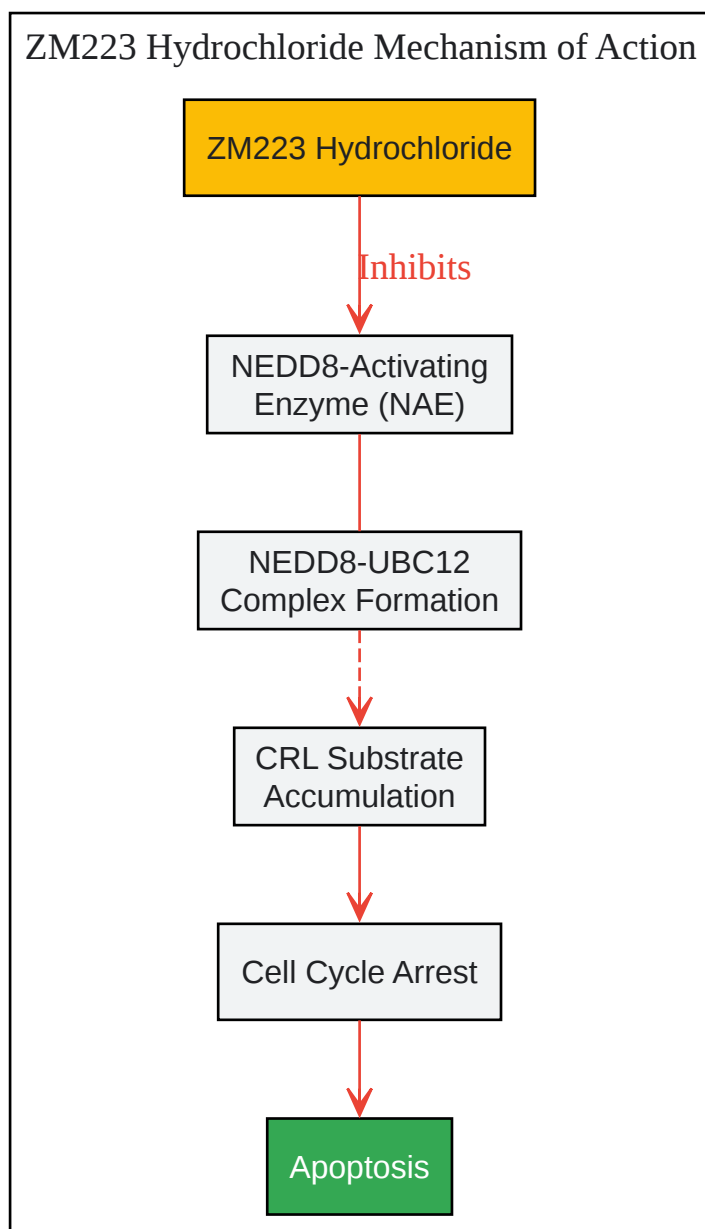 ZM223 Hydrochloride Mechanism of Action
ZM223 Hydrochloride
Inhibits
NEDD8-Activating
Enzyme (NAE)
NEDD8-UBC12
Complex Formation
CRL Substrate
Accumulation
Cell Cycle Arrest
Apoptosis